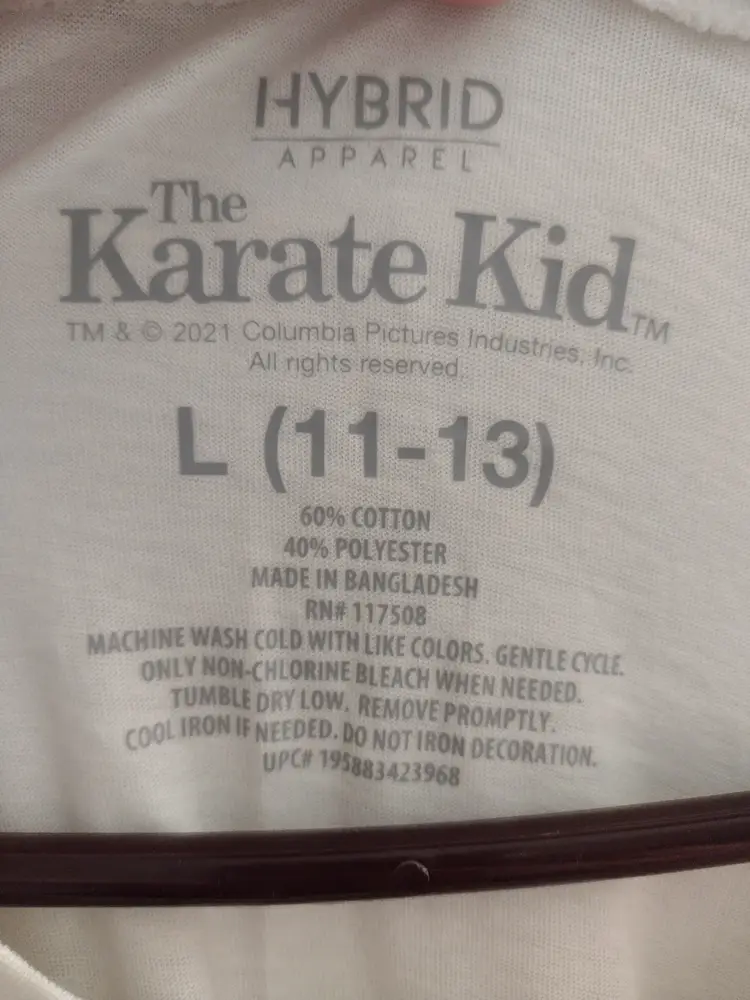 HYBRID
APPAREL
The
Karate Kid™
TM & © 2021 Columbia Pictures Industries, Inc.
All rights reserved.
L (11-13)
60% COTTON
40% POLYESTER
MADE IN BANGLADESH
RN# 117508
MACHINE WASH COLD WITH LIKE COLORS. GENTLE CYCLE.
ONLY NON-CHLORINE BLEACH WHEN NEEDED.
TUMBLE DRY LOW. REMOVE PROMPTLY.
COOL IRON IF NEEDED. DO NOT IRON DECORATION.
UPC# 195883423968